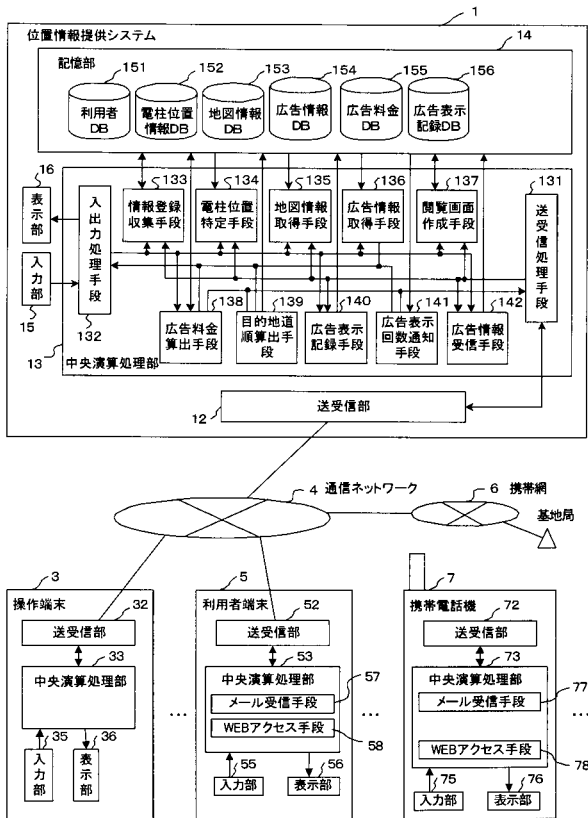 1
位置情報提供システム
14
記憶部
151
152
153
154
155
156
利用者
DB
電柱位置
情報DB
地図情報
DB
広告情報
DB
広告料金
DB
広告表示
記録DB
16
表示部
入力部
15
入出力処理手段
132
133
134
135
136
137
131
情報登録
収集手段
電柱位置
特定手段
地図情報
取得手段
広告情報
取得手段
閲覧画面
作成手段
送受信処理手段
138
139
140
141
142
広告料金
算出手段
目的地道
順算出手
段
広告表示
記録手段
広告表示
回数通知
手段
広告情報
受信手段
13
中央演算処理部
12
送受信部
4
通信ネットワーク
6
携帯網
基地局
3
操作端末
32
送受信部
33
中央演算処理部
35
36
入力部
表示部
…
5
利用者端末
52
送受信部
53
中央演算処理部
57
メール受信手段
58
WEBアクセス手段
55
56
入力部
表示部
…
7
携帯電話機
72
送受信部
73
中央演算処理部
77
メール受信手段
WEBアクセス手段
78
75
76
入力部
表示部